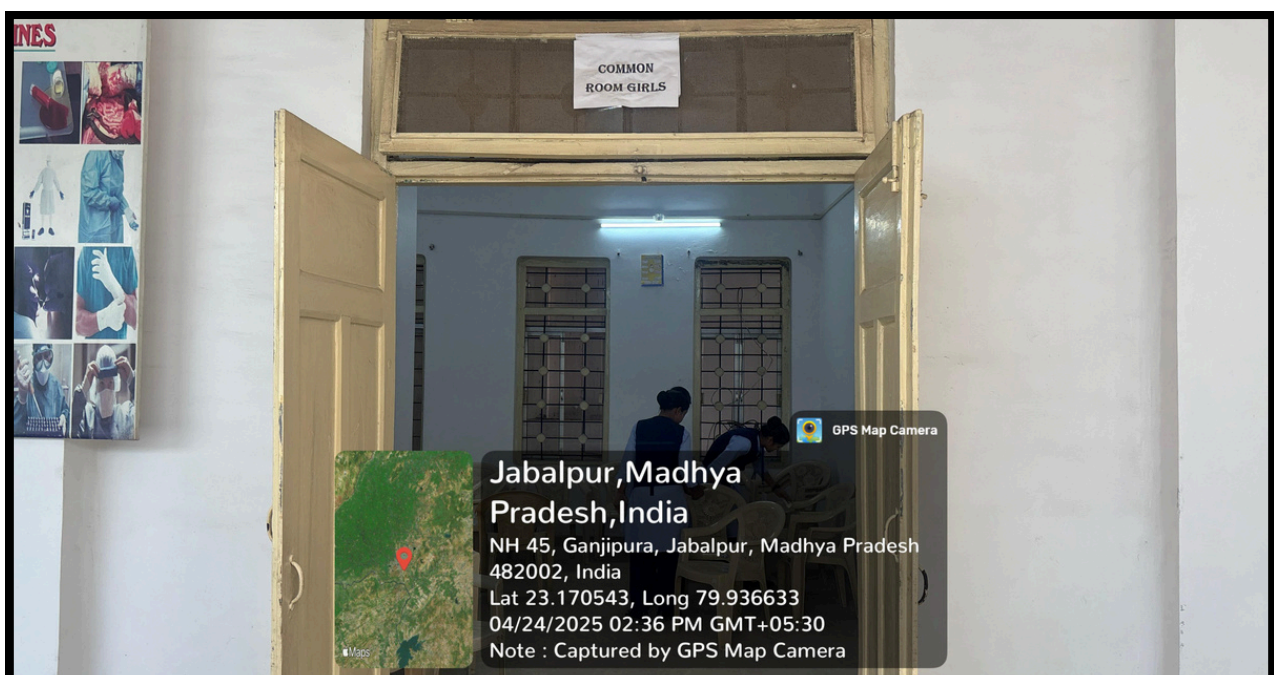 INES
COMMON
ROOM GIRLS
GPS Map Camera
Jabalpur,Madhya
Pradesh,India
NH 45, Ganjipura, Jabalpur, Madhya Pradesh
482002, India
Lat 23.170543, Long 79.936633
04/24/2025 02:36 PM GMT+05:30
Note : Captured by GPS Map Camera
Maps